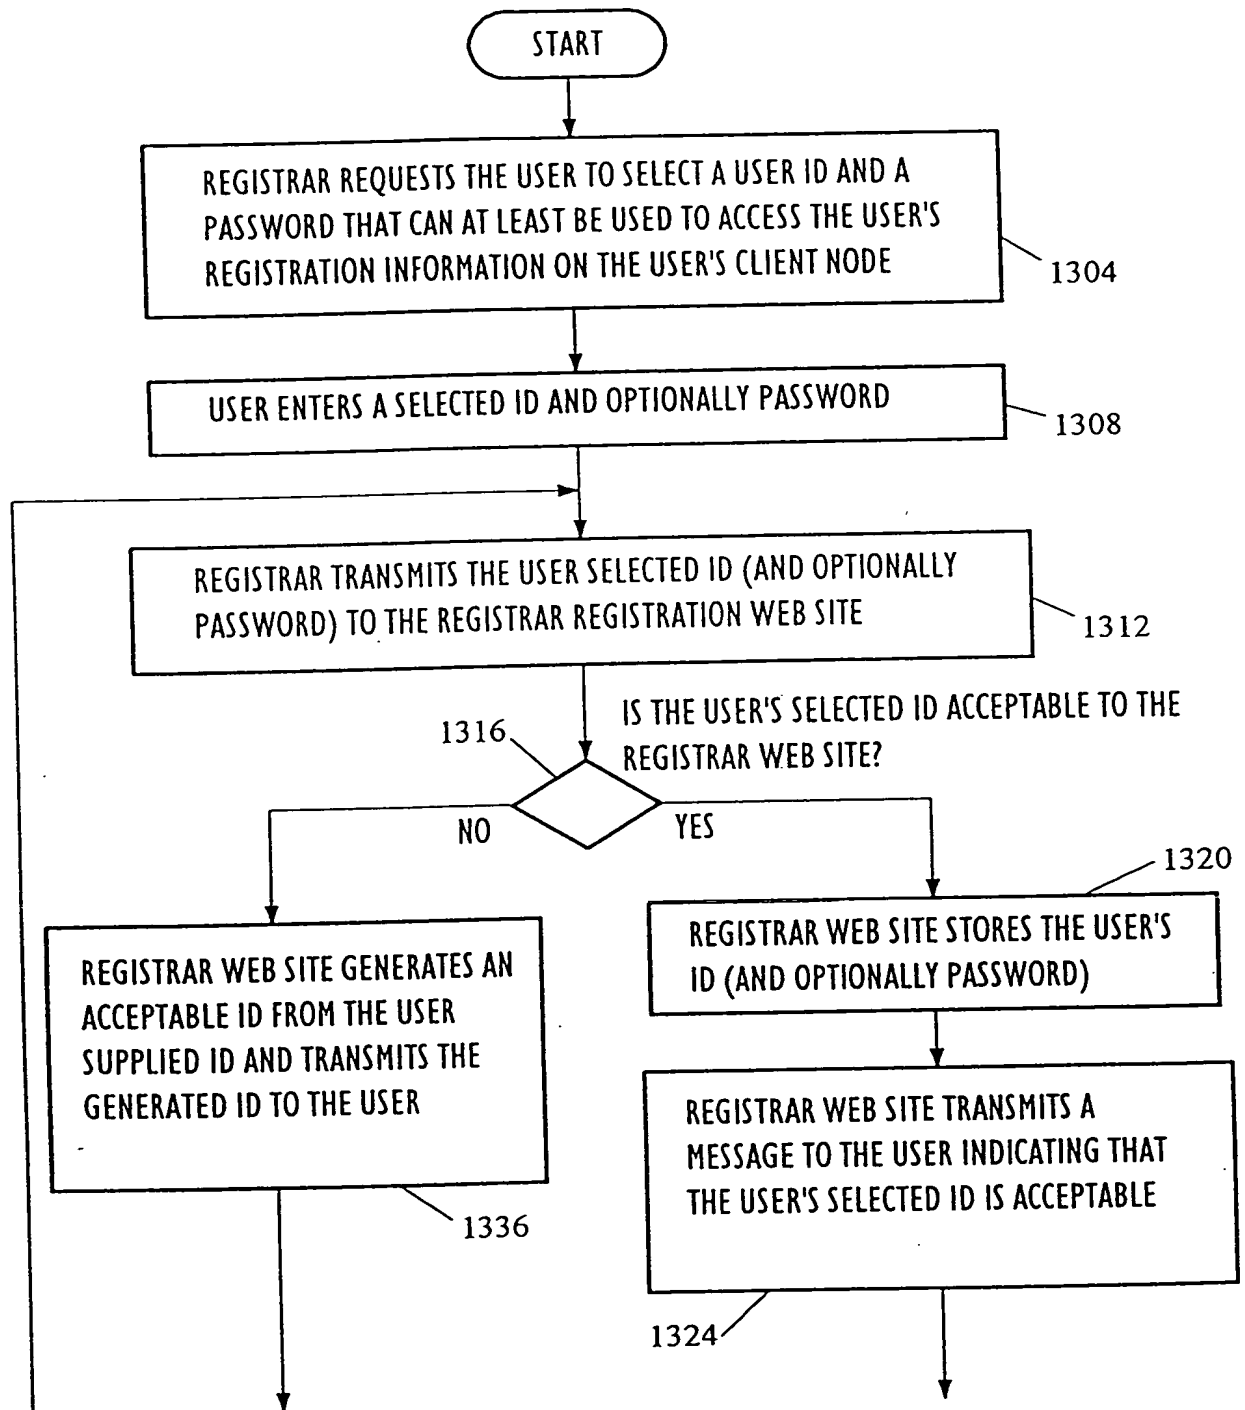 START
REGISTRAR REQUESTS THE USER TO SELECT A USER ID AND A
PASSWORD THAT CAN AT LEAST BE USED TO ACCESS THE USER'S
REGISTRATION INFORMATION ON THE USER'S CLIENT NODE
1304
USER ENTERS A SELECTED ID AND OPTIONALLY PASSWORD
1308
REGISTRAR TRANSMITS THE USER SELECTED ID (AND OPTIONALLY
PASSWORD) TO THE REGISTRAR REGISTRATION WEB SITE
1312
IS THE USER'S SELECTED ID ACCEPTABLE TO THE
REGISTRAR WEB SITE?
1316
NO
YES
1320
REGISTRAR WEB SITE STORES THE USER'S
ID (AND OPTIONALLY PASSWORD)
REGISTRAR WEB SITE GENERATES AN
ACCEPTABLE ID FROM THE USER
SUPPLIED ID AND TRANSMITS THE
GENERATED ID TO THE USER
1336
REGISTRAR WEB SITE TRANSMITS A
MESSAGE TO THE USER INDICATING THAT
THE USER'S SELECTED ID IS ACCEPTABLE
1324